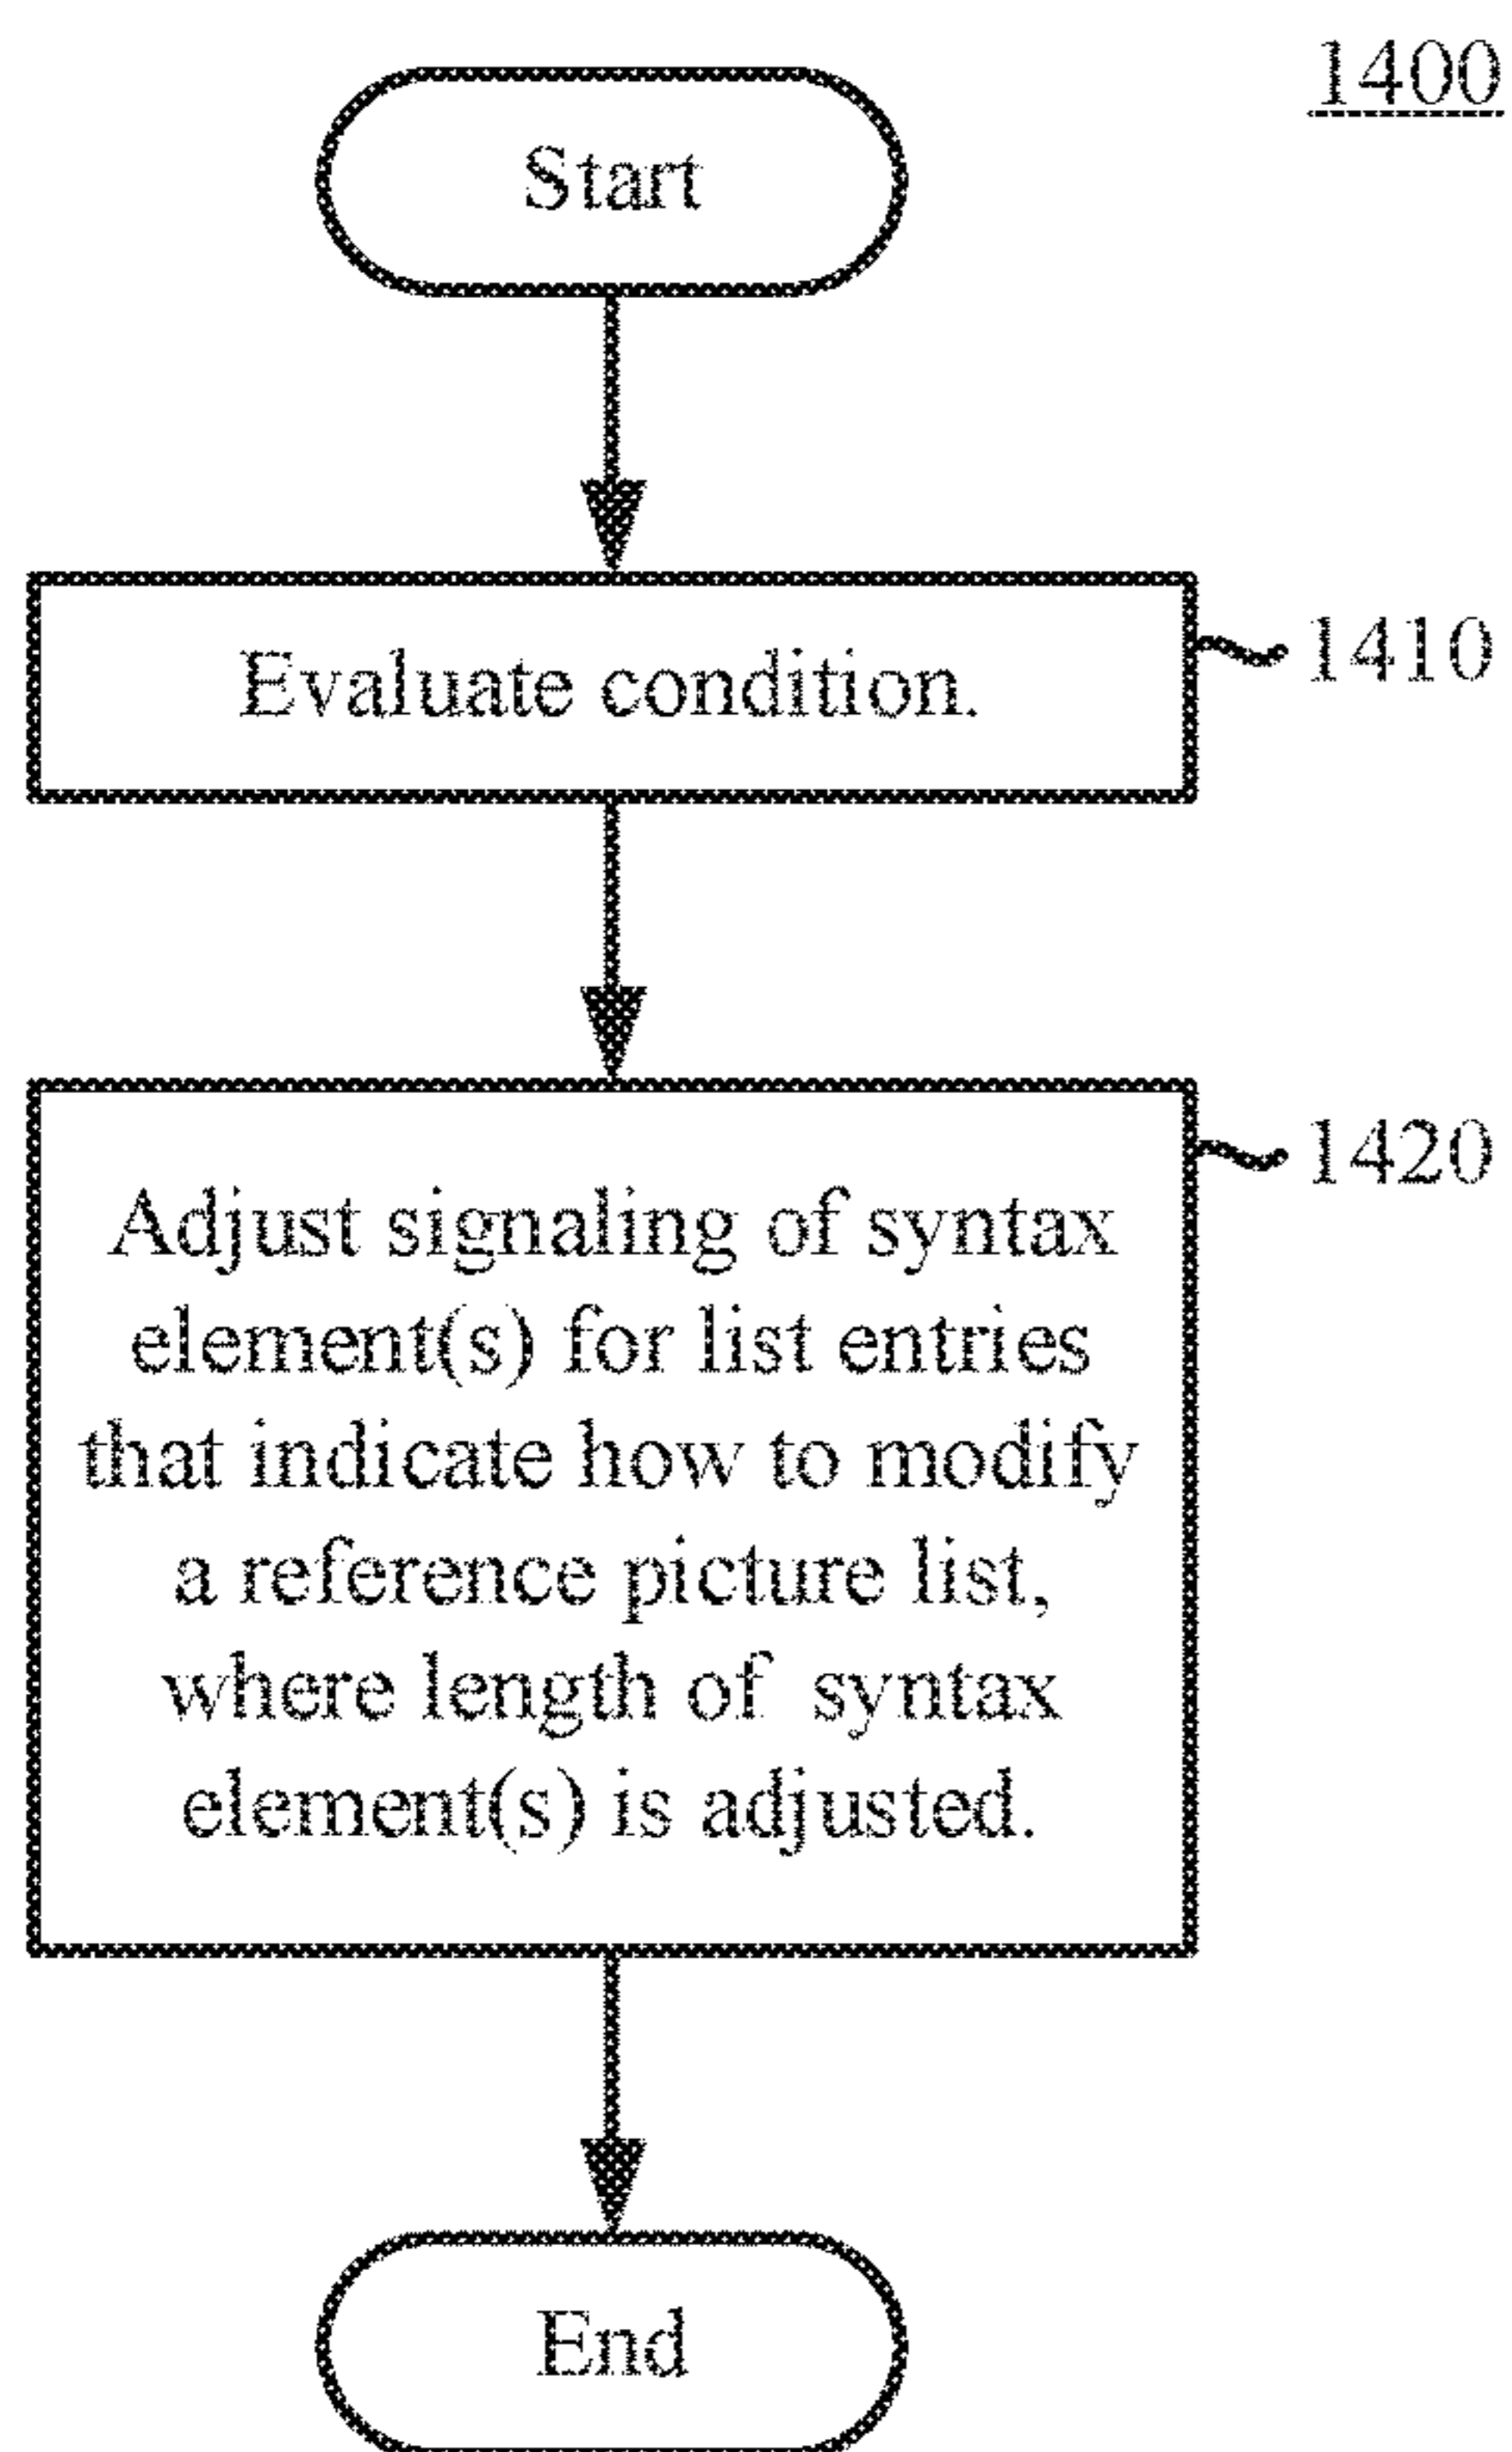 1400
Start
Evaluate condition.
1410
1420
Adjust signaling of syntax
element(s) for list entries
that indicate how to modify
a reference picture list,
where length of syntax
element(s) is adjusted.
End